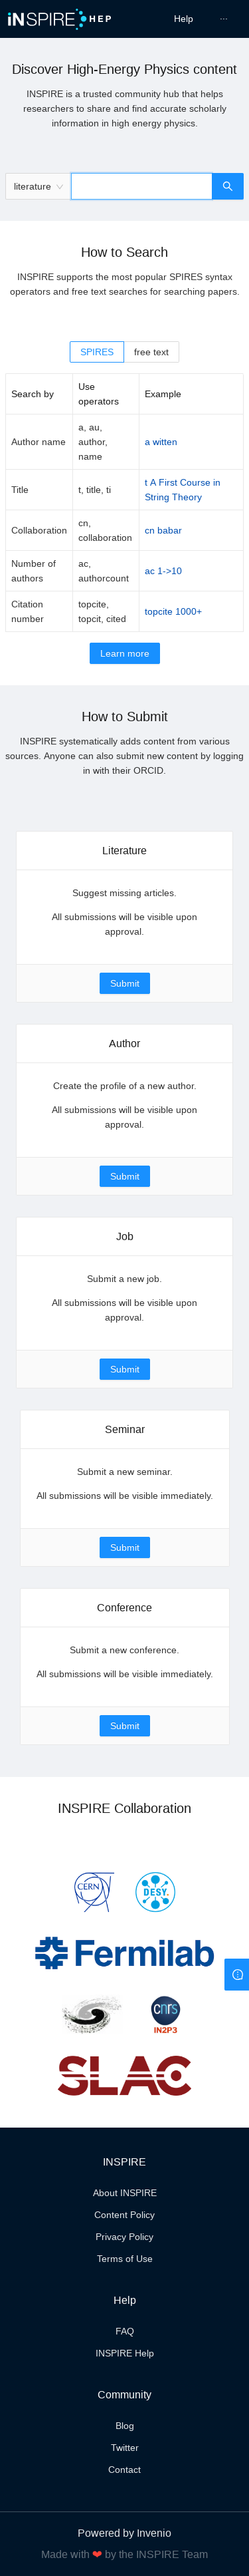 iNSPIRE HEP
Help
···
Discover High-Energy Physics content
INSPIRE is a trusted community hub that helps
researchers to share and find accurate scholarly
information in high energy physics.
literature
How to Search
INSPIRE supports the most popular SPIRES syntax
operators and free text searches for searching papers.
SPIRES free text
Search by Use operators Example
Author name a, au, author, name a witten
Title t, title, ti t A First Course in String Theory
Collaboration cn, collaboration cn babar
Number of authors ac, authorcount ac 1->10
Citation number topcite, topcit, cited topcite 1000+
Learn more
How to Submit
INSPIRE systematically adds content from various
sources. Anyone can also submit new content by logging
in with their ORCID.
Literature
Suggest missing articles.
All submissions will be visible upon
approval.
Submit
Author
Create the profile of a new author.
All submissions will be visible upon
approval.
Submit
Job
Submit a new job.
All submissions will be visible upon
approval.
Submit
Seminar
Submit a new seminar.
All submissions will be visible immediately.
Submit
Conference
Submit a new conference.
All submissions will be visible immediately.
Submit
INSPIRE Collaboration
CERN DESY.
Fermilab
cnrs
IN2P3
SLAC
INSPIRE
About INSPIRE
Content Policy
Privacy Policy
Terms of Use
Help
FAQ
INSPIRE Help
Community
Blog
Twitter
Contact
Powered by Invenio
Made with ❤ by the INSPIRE Team